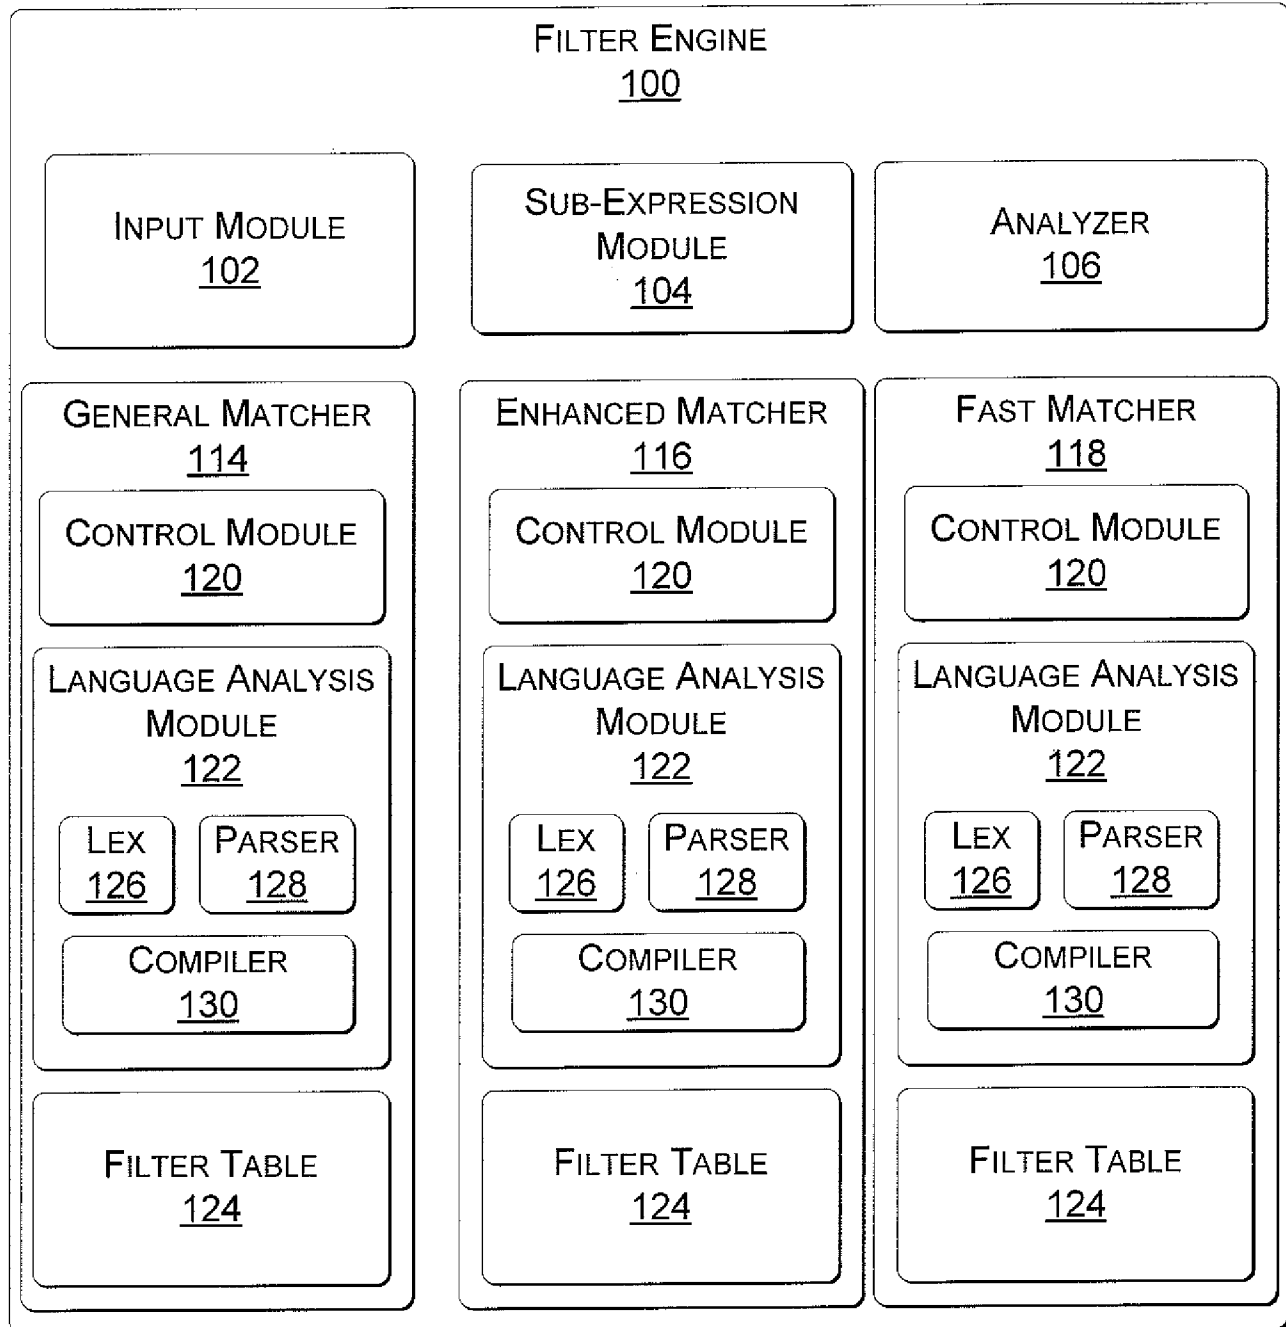 FILTER ENGINE
100
INPUT MODULE
102
SUB-EXPRESSION
MODULE
104
ANALYZER
106
GENERAL MATCHER
114
CONTROL MODULE
120
LANGUAGE ANALYSIS
MODULE
122
LEX
126
PARSER
128
COMPILER
130
FILTER TABLE
124
ENHANCED MATCHER
116
CONTROL MODULE
120
LANGUAGE ANALYSIS
MODULE
122
LEX
126
PARSER
128
COMPILER
130
FILTER TABLE
124
FAST MATCHER
118
CONTROL MODULE
120
LANGUAGE ANALYSIS
MODULE
122
LEX
126
PARSER
128
COMPILER
130
FILTER TABLE
124